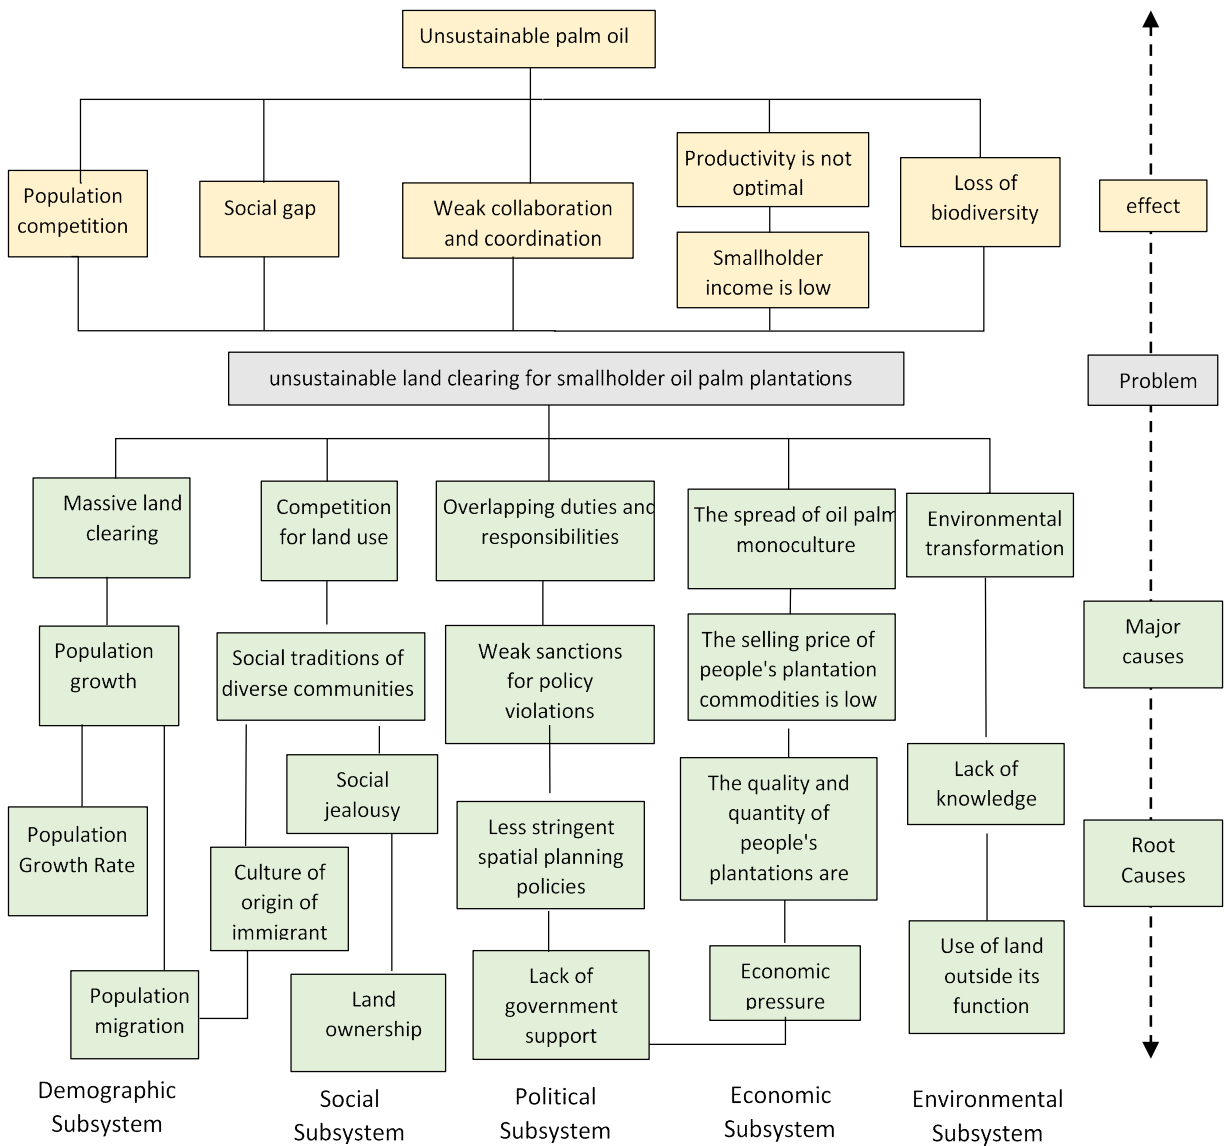 Unsustainable palm oil
Population
competition
Social gap
Weak collaboration
and coordination
Productivity is not
optimal
Smallholder
income is low
Loss of
biodiversity
effect
unsustainable land clearing for smallholder oil palm plantations
Problem
Massive land
clearing
Competition
for land use
Overlapping duties and
responsibilities
The spread of oil palm
monoculture
Environmental
transformation
Population
growth
Social traditions of
diverse communities
Weak sanctions
for policy
violations
The selling price of
people's plantation
commodities is low
Major
causes
Population
Growth Rate
Social
jealousy
Culture of
origin of
immigrant
Less stringent
spatial planning
policies
The quality and
quantity of
people's
plantations are
Lack of
knowledge
Root
Causes
Population
migration
Land
ownership
Lack of
government
support
Economic
pressure
Use of land
outside its
function
Demographic
Subsystem
Social
Subsystem
Political
Subsystem
Economic
Subsystem
Environmental
Subsystem